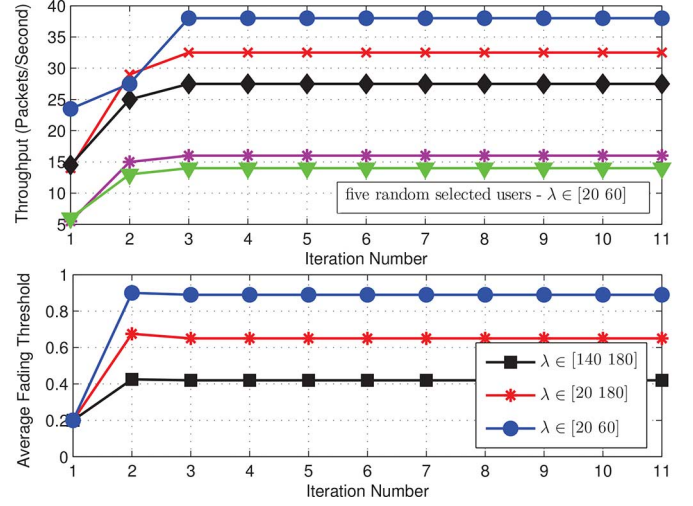 40
35
30
25
20
15
10
5
Throughput (Packets/Second)
five random selected users - λ ∈ [20 60]
1 2 3 4 5 6 7 8 9 10 11
Iteration Number
1
0.8
0.6
0.4
0.2
0
Average Fading Threshold
λ ∈ [140 180]
λ ∈ [20 180]
λ ∈ [20 60]
1 2 3 4 5 6 7 8 9 10 11
Iteration Number